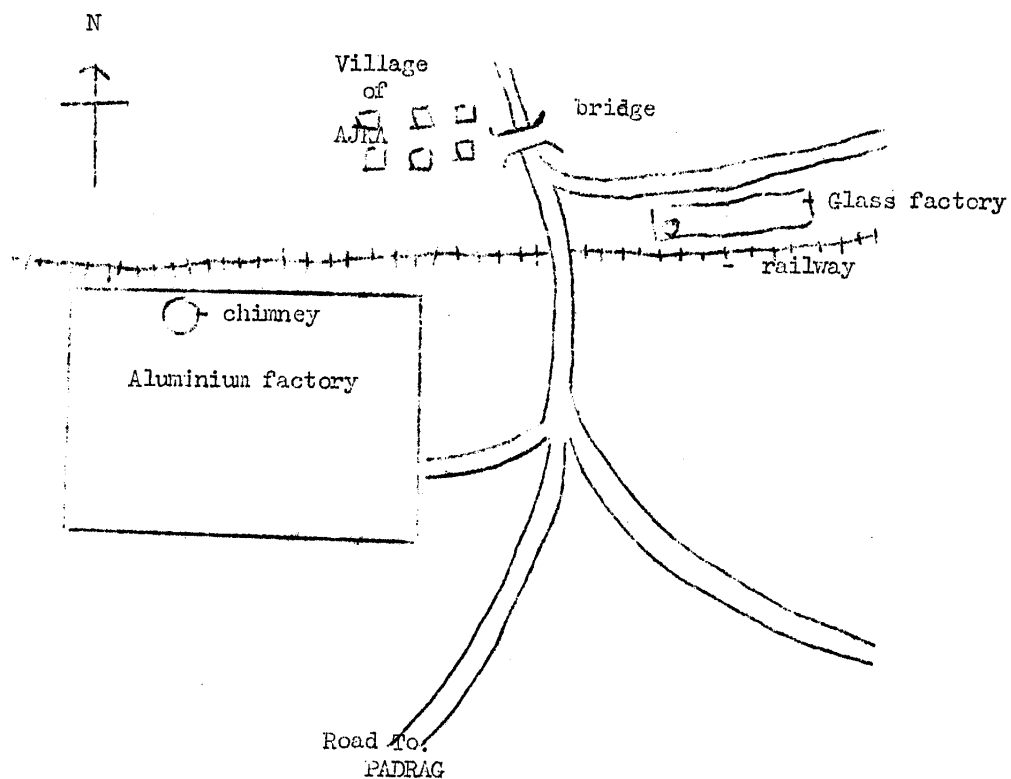 N
Village
of
AJKA
bridge
Glass factory
railway
chimney
Aluminium factory
Road To.
PADRAG